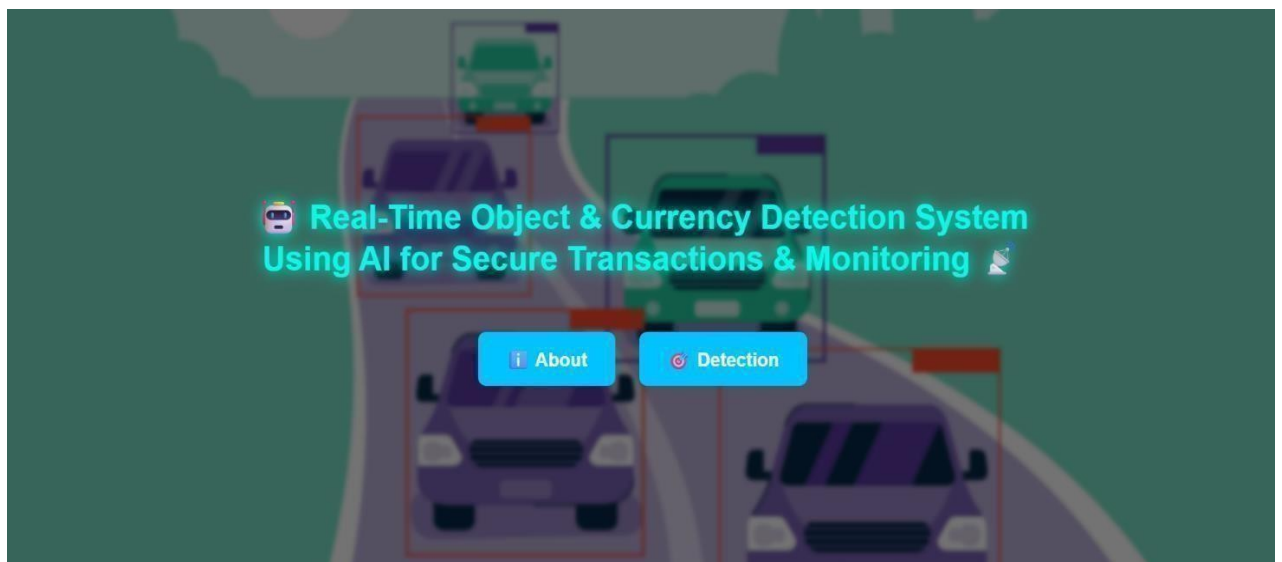 🤖 Real-Time Object & Currency Detection System
Using AI for Secure Transactions & Monitoring 📡
ℹ️ About
🎯 Detection